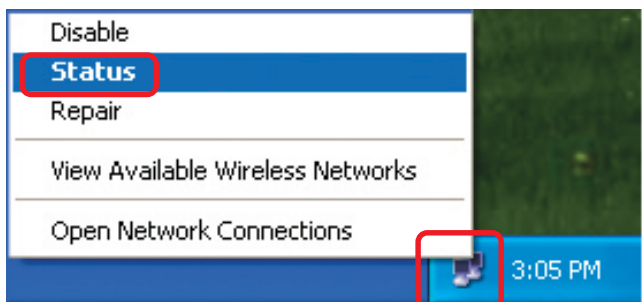 Disable
Status
Repair
View Available Wireless Networks
Open Network Connections
3:05 PM